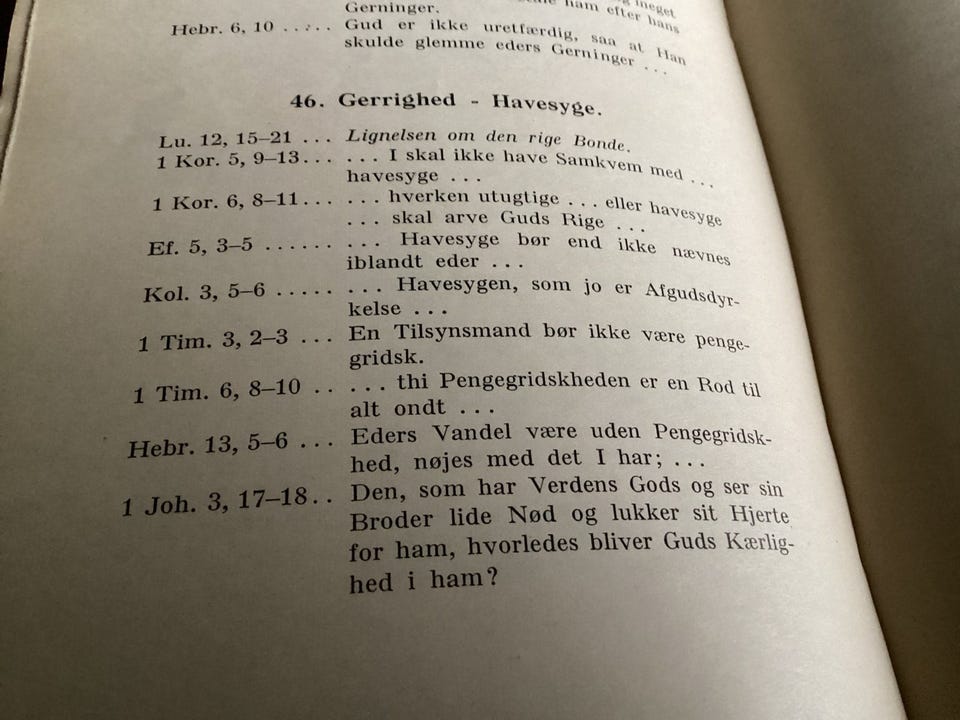 ham efter hans
Gerninger.
Hebr. 6, 10 ..... Gud er ikke uretfærdig, saa at Han
skulde glemme eders Gerninger ...
46. Gerrighed - Havesyge.
Lu. 12, 15–21 ... Lignelsen om den rige Bonde.
1 Kor. 5, 9–13... ... I skal ikke have Samkvem med ...
havesyge ...
1 Kor. 6, 8–11... ... hverken utugtige ... eller havesyge
... skal arve Guds Rige ...
Ef. 5, 3–5 ...... ... Havesyge bør end ikke nævnes
iblandt eder ...
Kol. 3, 5–6 ..... ... Havesygen, som jo er Afgudsdyr-
kelse ...
1 Tim. 3, 2–3 ... En Tilsynsmand bør ikke være penge-
gridsk.
1 Tim. 6, 8–10 .. ... thi Pengegridskheden er en Rod til
alt ondt ...
Hebr. 13, 5–6 ... Eders Vandel være uden Pengegridsk-
hed, nøjes med det I har; ...
1 Joh. 3, 17–18.. Den, som har Verdens Gods og ser sin
Broder lide Nød og lukker sit Hjerte
for ham, hvorledes bliver Guds Kærlig-
hed i ham?